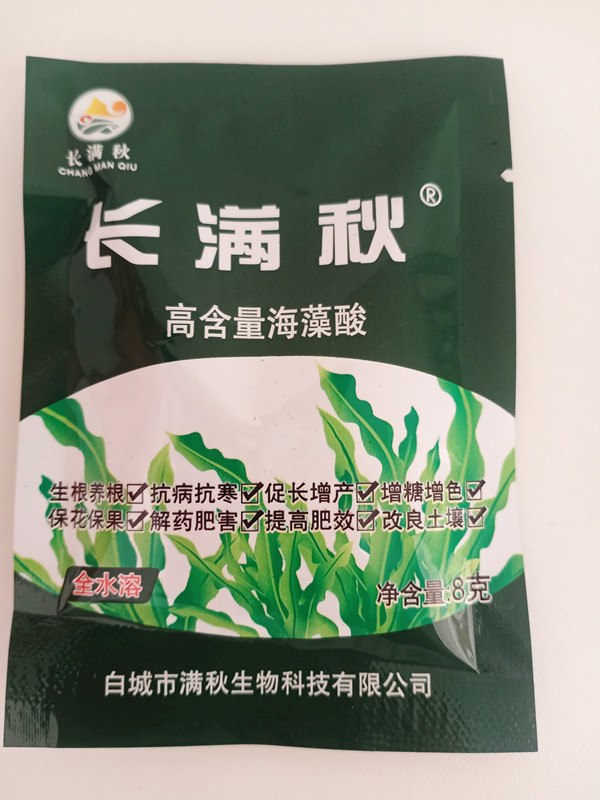 长满秋
CHANG MAN QIU
长满秋®
高含量海藻酸
生根养根☑抗病抗寒☑促长增产☑增糖增色☑
保花保果☑解药肥害☑提高肥效☑改良土壤☑
全水溶
净含量:8克
白城市满秋生物科技有限公司